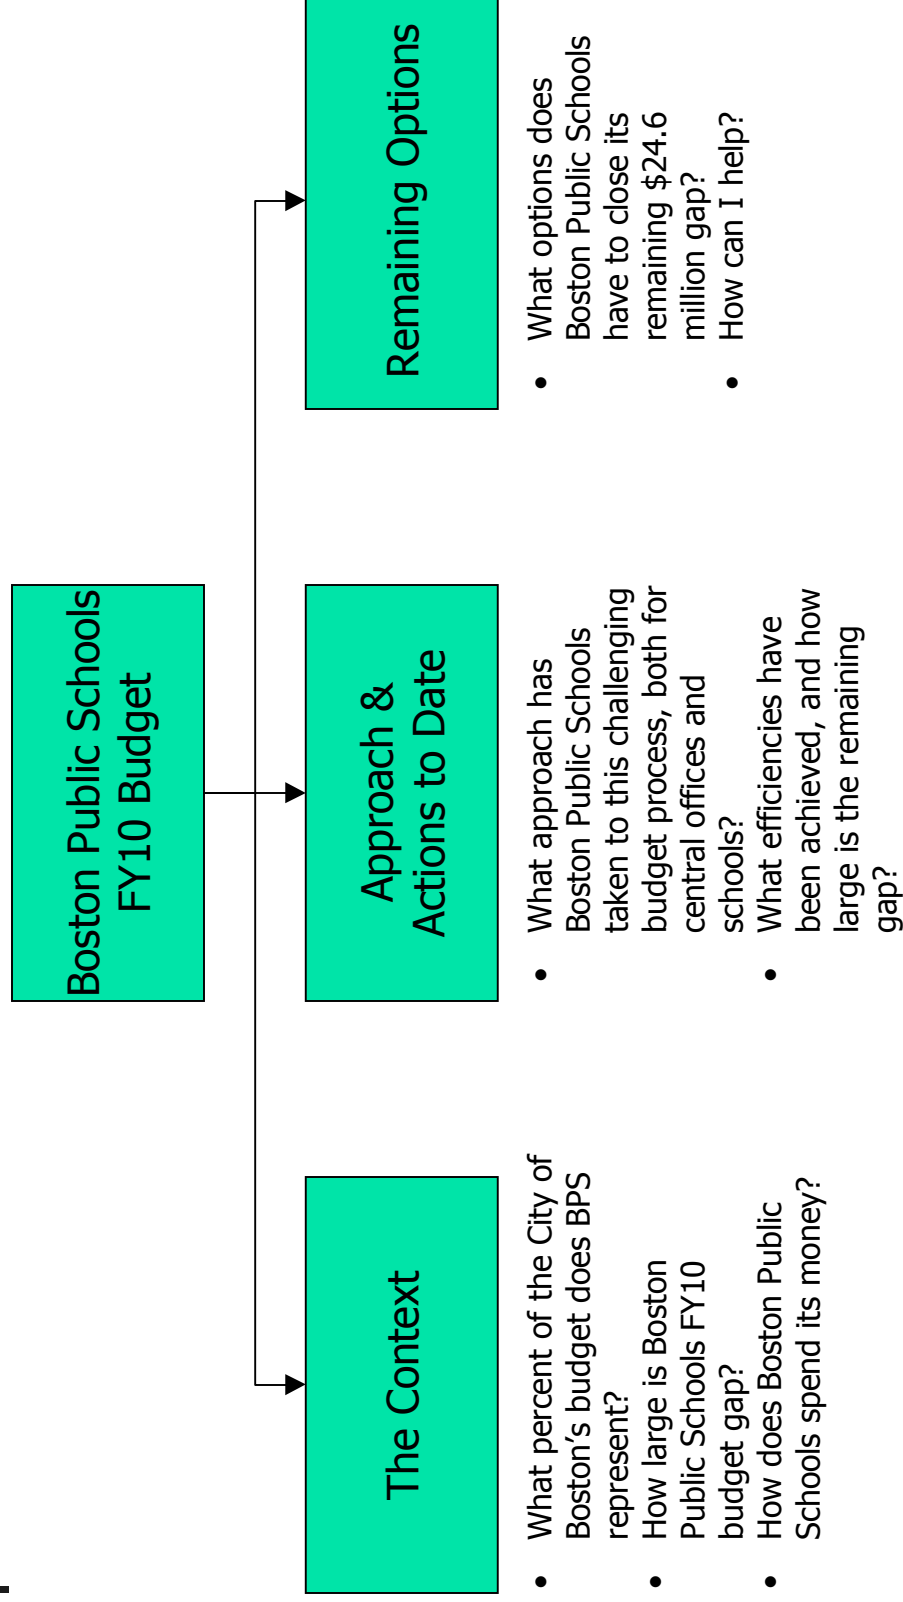 Boston Public Schools
FY10 Budget
The Context
• What percent of the City of
Boston’s budget does BPS
represent?
• How large is Boston
Public Schools FY10
budget gap?
• How does Boston Public
Schools spend its money?
Approach &
Actions to Date
• What approach has
Boston Public Schools
taken to this challenging
budget process, both for
central offices and
schools?
• What efficiencies have
been achieved, and how
large is the remaining
gap?
Remaining Options
• What options does
Boston Public Schools
have to close its
remaining $24.6
million gap?
• How can I help?